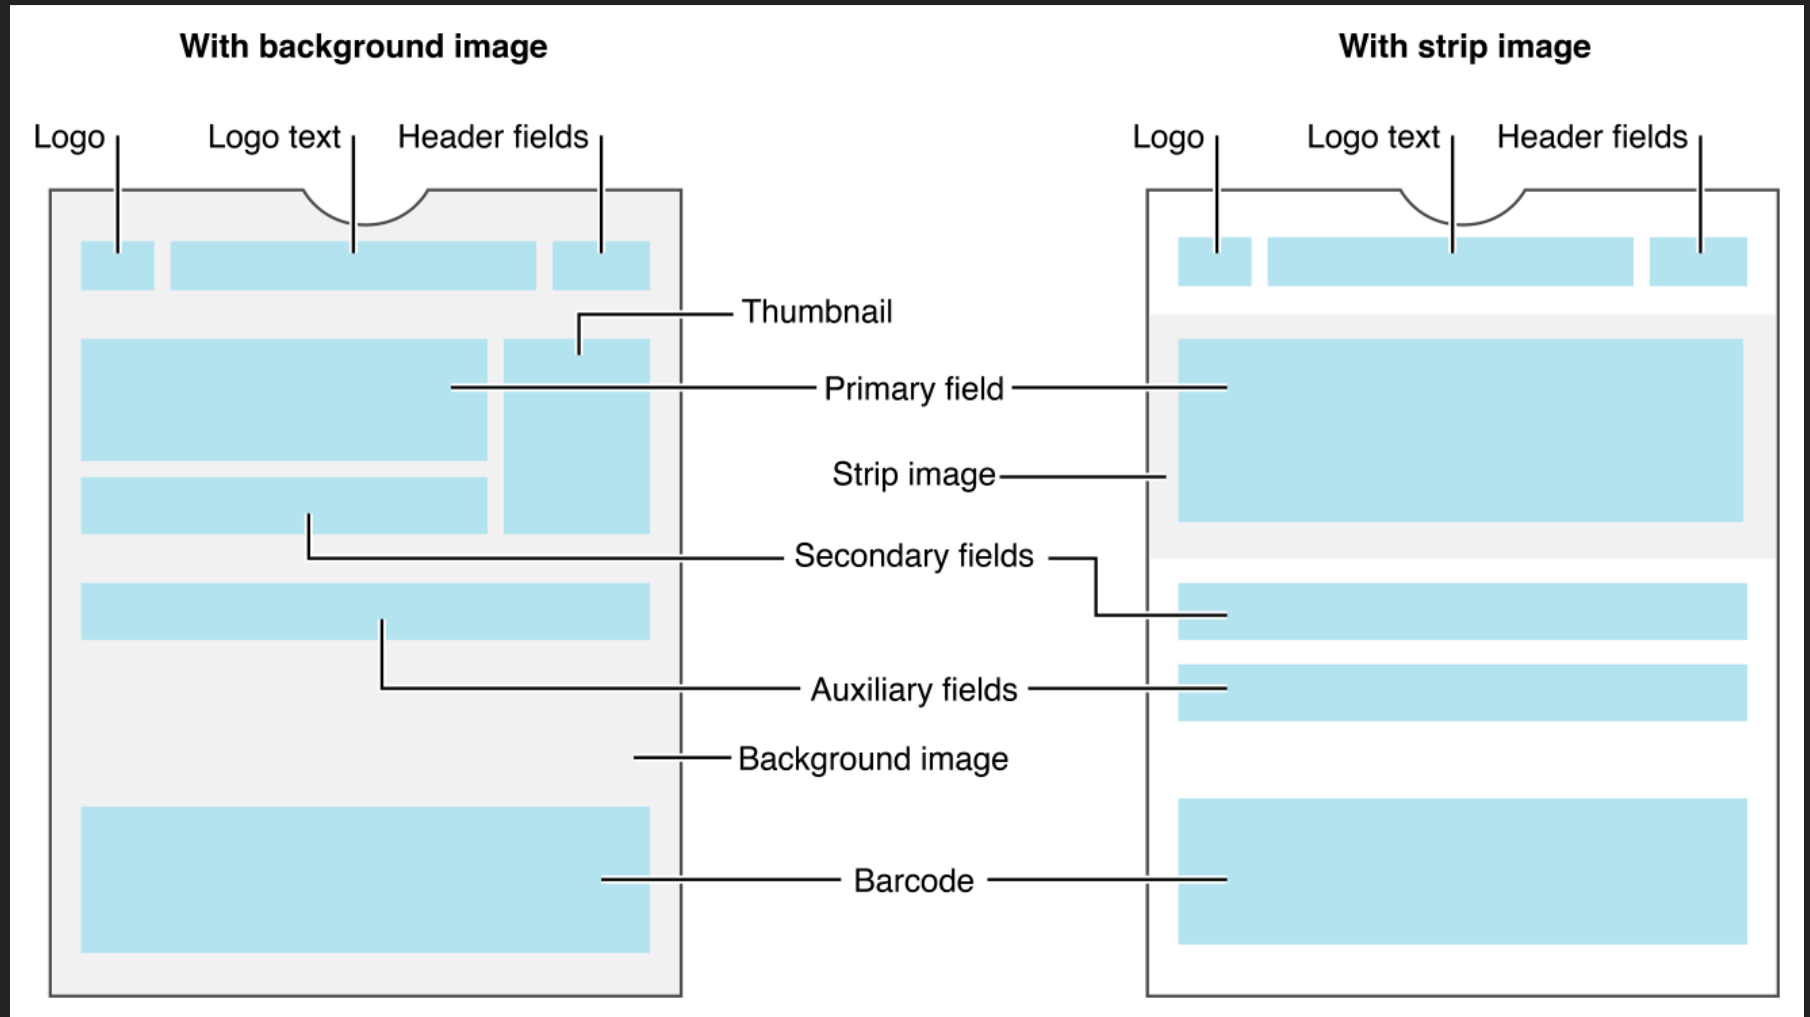 With background image
With strip image
Logo
Logo text
Header fields
Logo
Logo text
Header fields
Thumbnail
Primary field
Strip image
Secondary fields
Auxiliary fields
Background image
Barcode